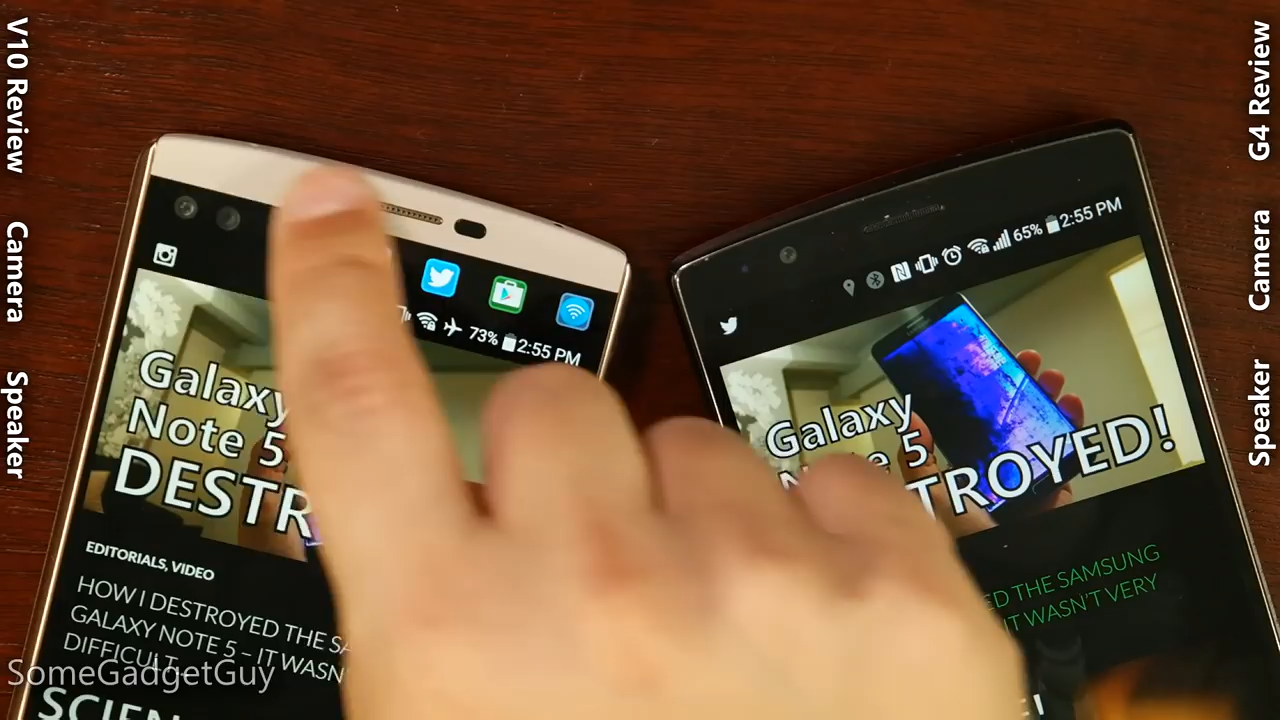 V10 Review
Camera
Speaker
73% 2:55 PM
Galaxy
Note 5
DESTR
EDITORIALS, VIDEO
HOW I DESTROYED THE SA
GALAXY NOTE 5 – IT WASN
DIFFICULT
SCIEN
SomeGadgetGuy
65% 2:55 PM
Galaxy
Note 5
TROYED!
ED THE SAMSUNG
IT WASN'T VERY
G4 Review
Camera
Speaker